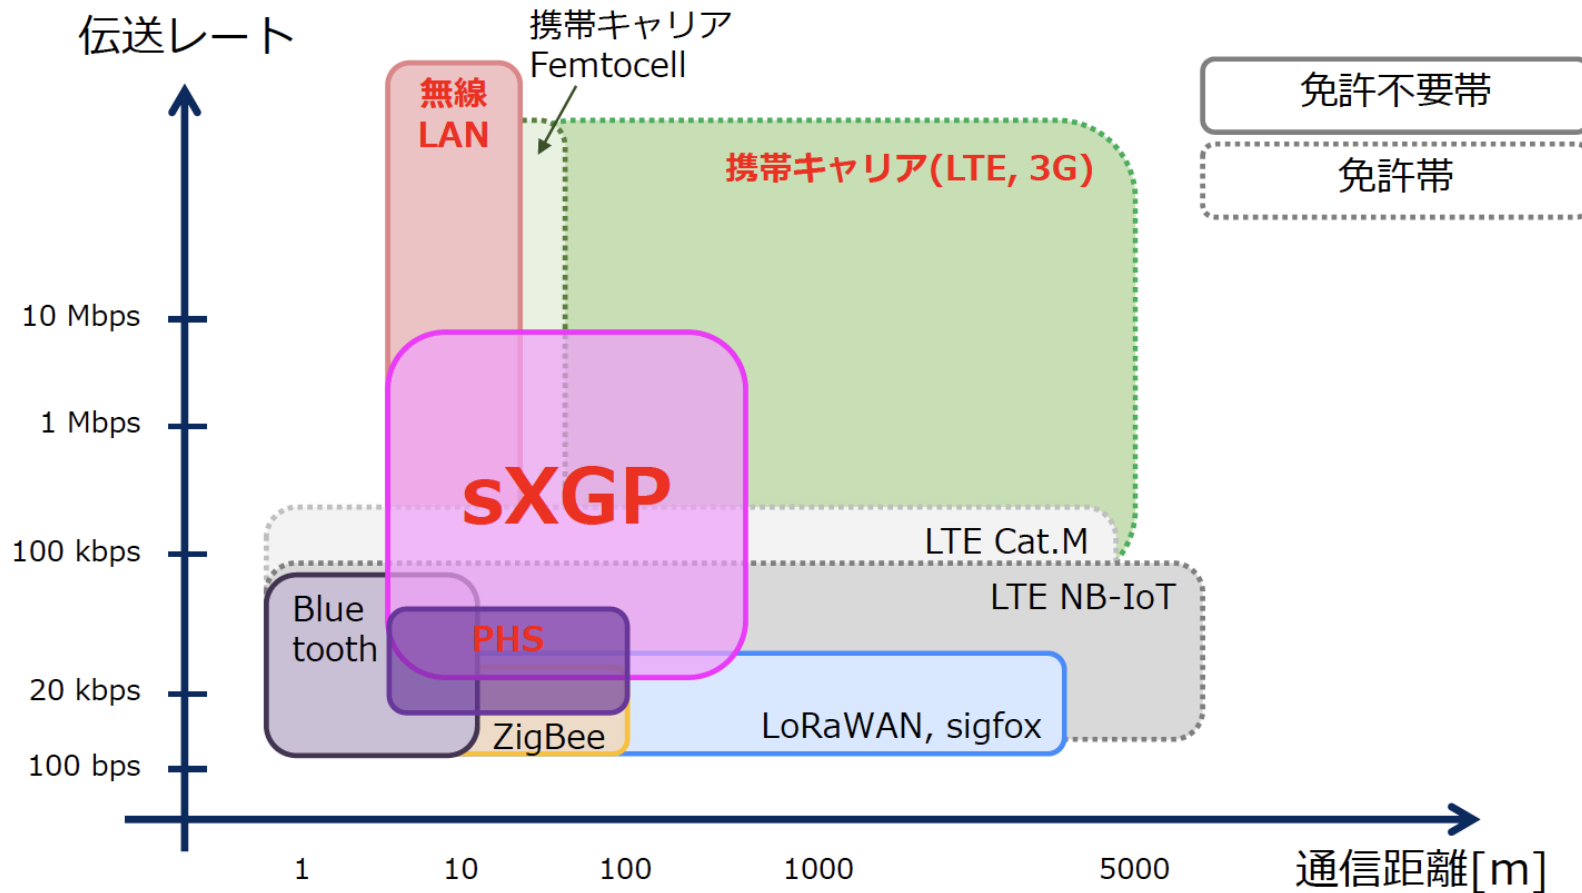 伝送レート
携帯キャリア
Femtocell
無線
LAN
携帯キャリア(LTE, 3G)
免許不要帯
免許帯
10 Mbps
1 Mbps
sXGP
100 kbps
LTE Cat.M
LTE NB-IoT
Blue
tooth
PHS
20 kbps
ZigBee
LoRaWAN, sigfox
100 bps
1
10
100
1000
5000
通信距離[m]